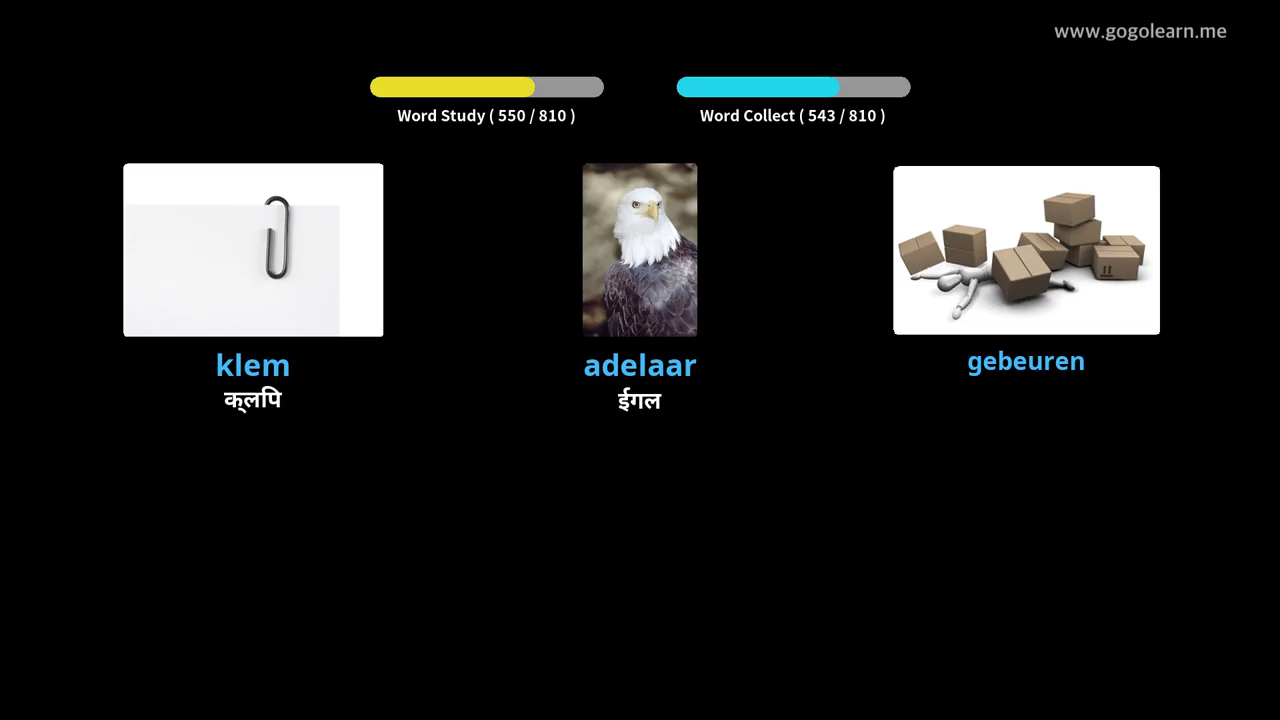 www.gogolearn.me
Word Study ( 550 / 810 )
Word Collect ( 543 / 810 )
klem
क्लपि
adelaar
ईगल
gebeuren